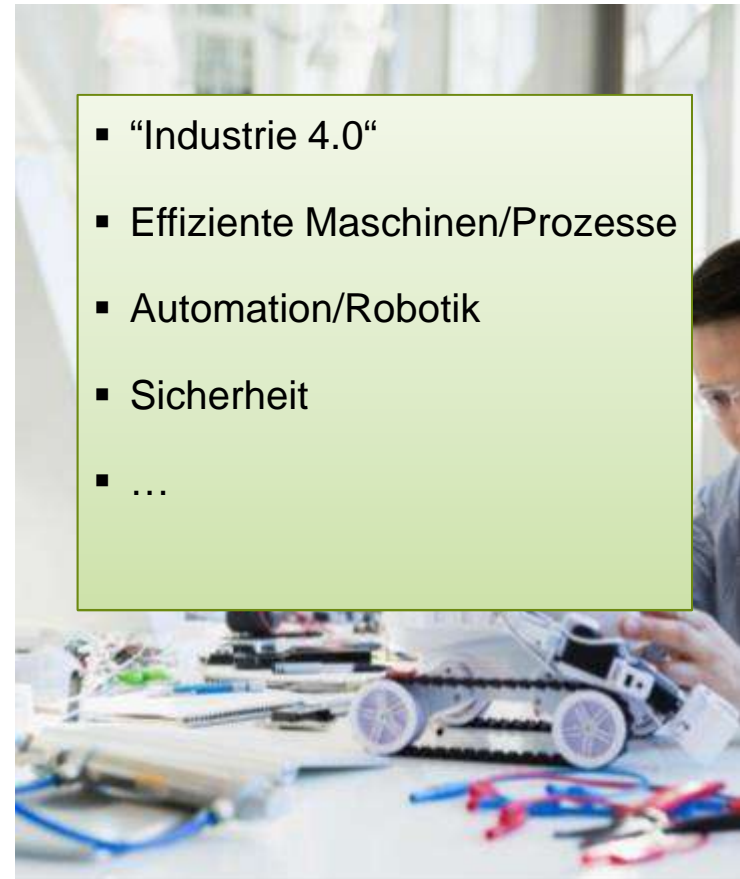 ▪ “Industrie 4.0“
▪ Effiziente Maschinen/Prozesse
▪ Automation/Robotik
▪ Sicherheit
▪ …